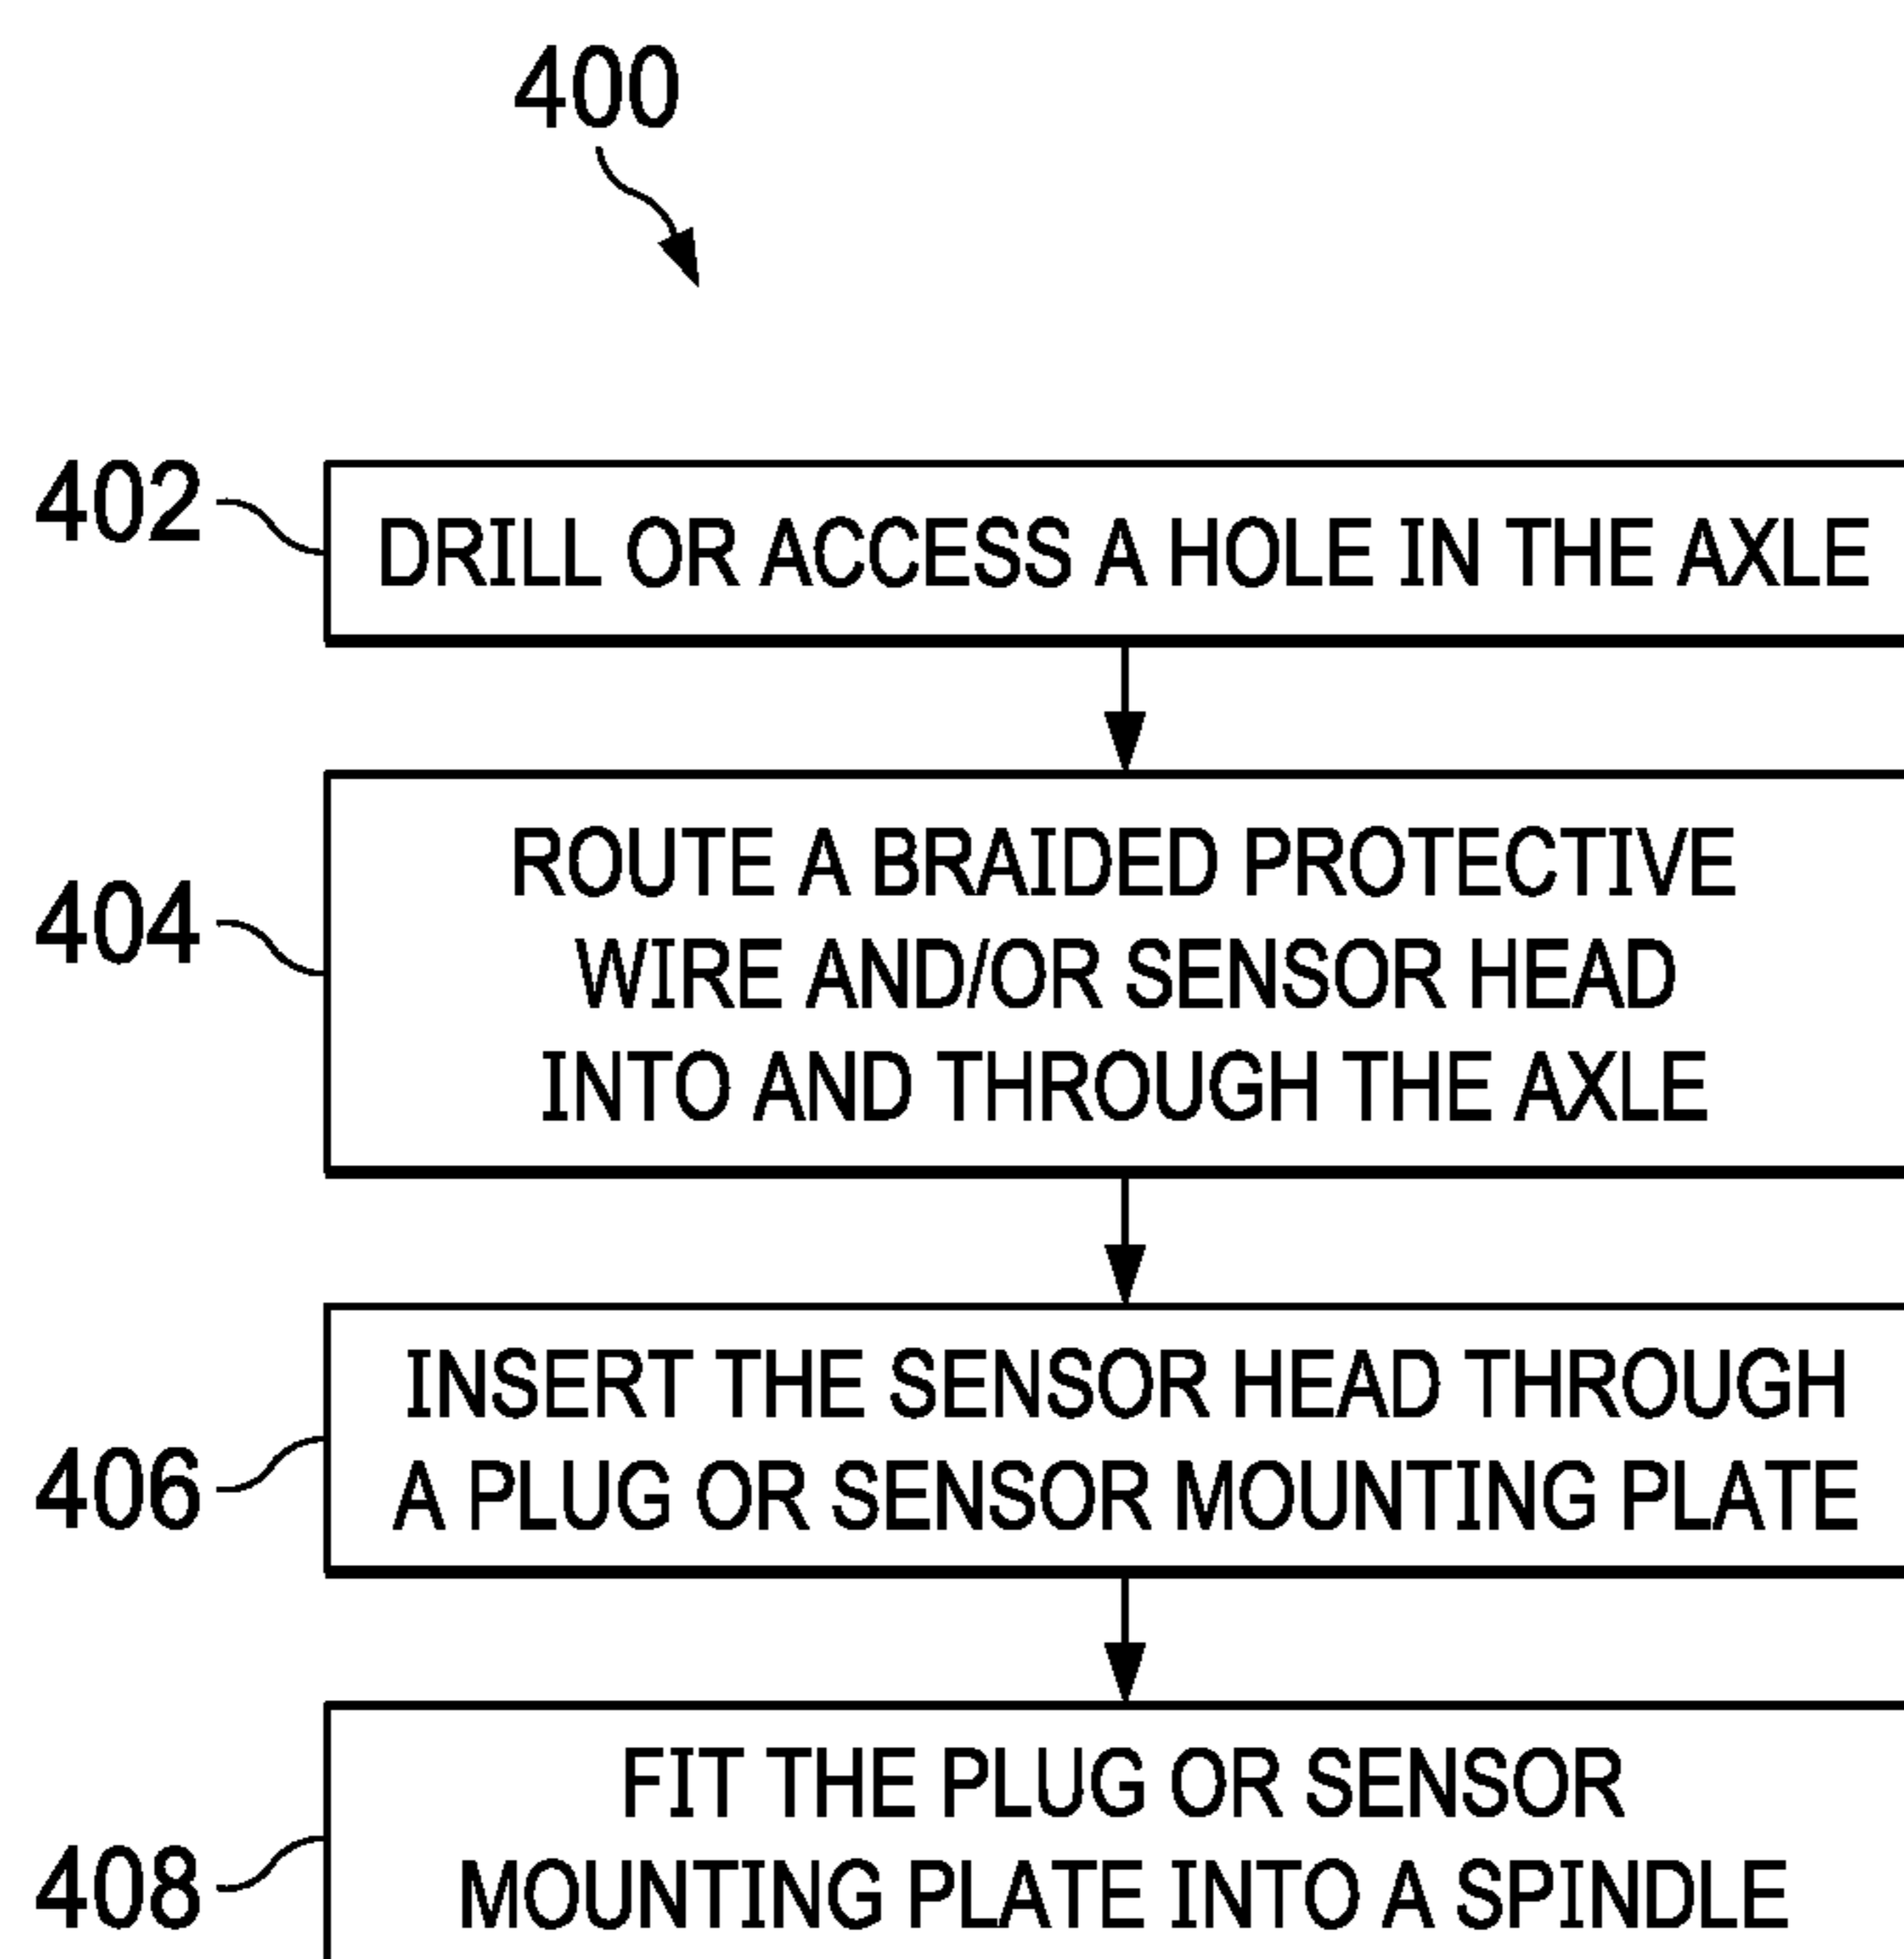 400
402
DRILL OR ACCESS A HOLE IN THE AXLE
404
ROUTE A BRAIDED PROTECTIVE
WIRE AND/OR SENSOR HEAD
INTO AND THROUGH THE AXLE
406
INSERT THE SENSOR HEAD THROUGH
A PLUG OR SENSOR MOUNTING PLATE
408
FIT THE PLUG OR SENSOR
MOUNTING PLATE INTO A SPINDLE